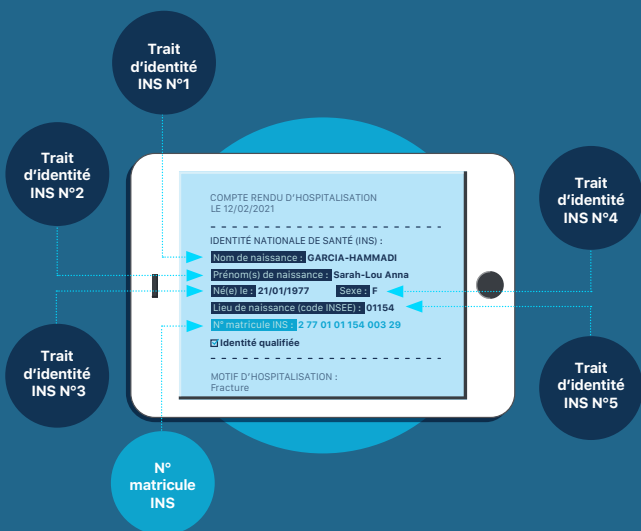 Trait
d'identité
INS N°1
Trait
d'identité
INS N°2
Trait
d'identité
INS N°3
N°
matricule
INS
COMPTE RENDU D'HOSPITALISATION
LE 12/02/2021
IDENTITÉ NATIONALE DE SANTÉ (INS) :
Nom de naissance : GARCIA-HAMMADI
Prénom(s) de naissance : Sarah-Lou Anna
Né(e) le : 21/01/1977 Sexe : F
Lieu de naissance (code INSEE) : 01154
N° matricule INS : 2 77 01 01 154 003 29
☑ Identité qualifiée
MOTIF D'HOSPITALISATION :
Fracture
Trait
d'identité
INS N°4
Trait
d'identité
INS N°5